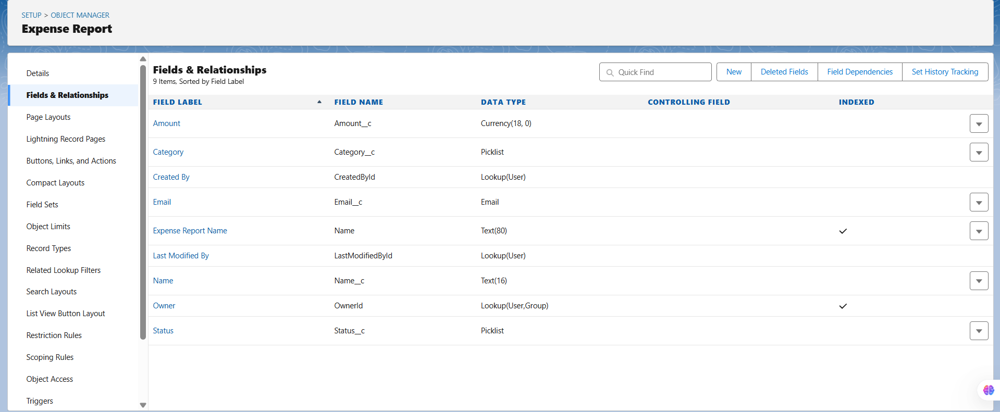 SETUP > OBJECT MANAGER
Expense Report
Details
Fields & Relationships
Page Layouts
Lightning Record Pages
Buttons, Links, and Actions
Compact Layouts
Field Sets
Object Limits
Record Types
Related Lookup Filters
Search Layouts
List View Button Layout
Restriction Rules
Scoping Rules
Object Access
Triggers
Fields & Relationships
9 Items, Sorted by Field Label
Quick Find
New
Deleted Fields
Field Dependencies
Set History Tracking
FIELD LABEL FIELD NAME DATA TYPE CONTROLLING FIELD INDEXED
Amount Amount__c Currency(18, 0)
Category Category__c Picklist
Created By CreatedById Lookup(User)
Email Email__c Email
Expense Report Name Name Text(80)
Last Modified By LastModifiedById Lookup(User)
Name Name__c Text(16)
Owner OwnerId Lookup(User,Group)
Status Status__c Picklist